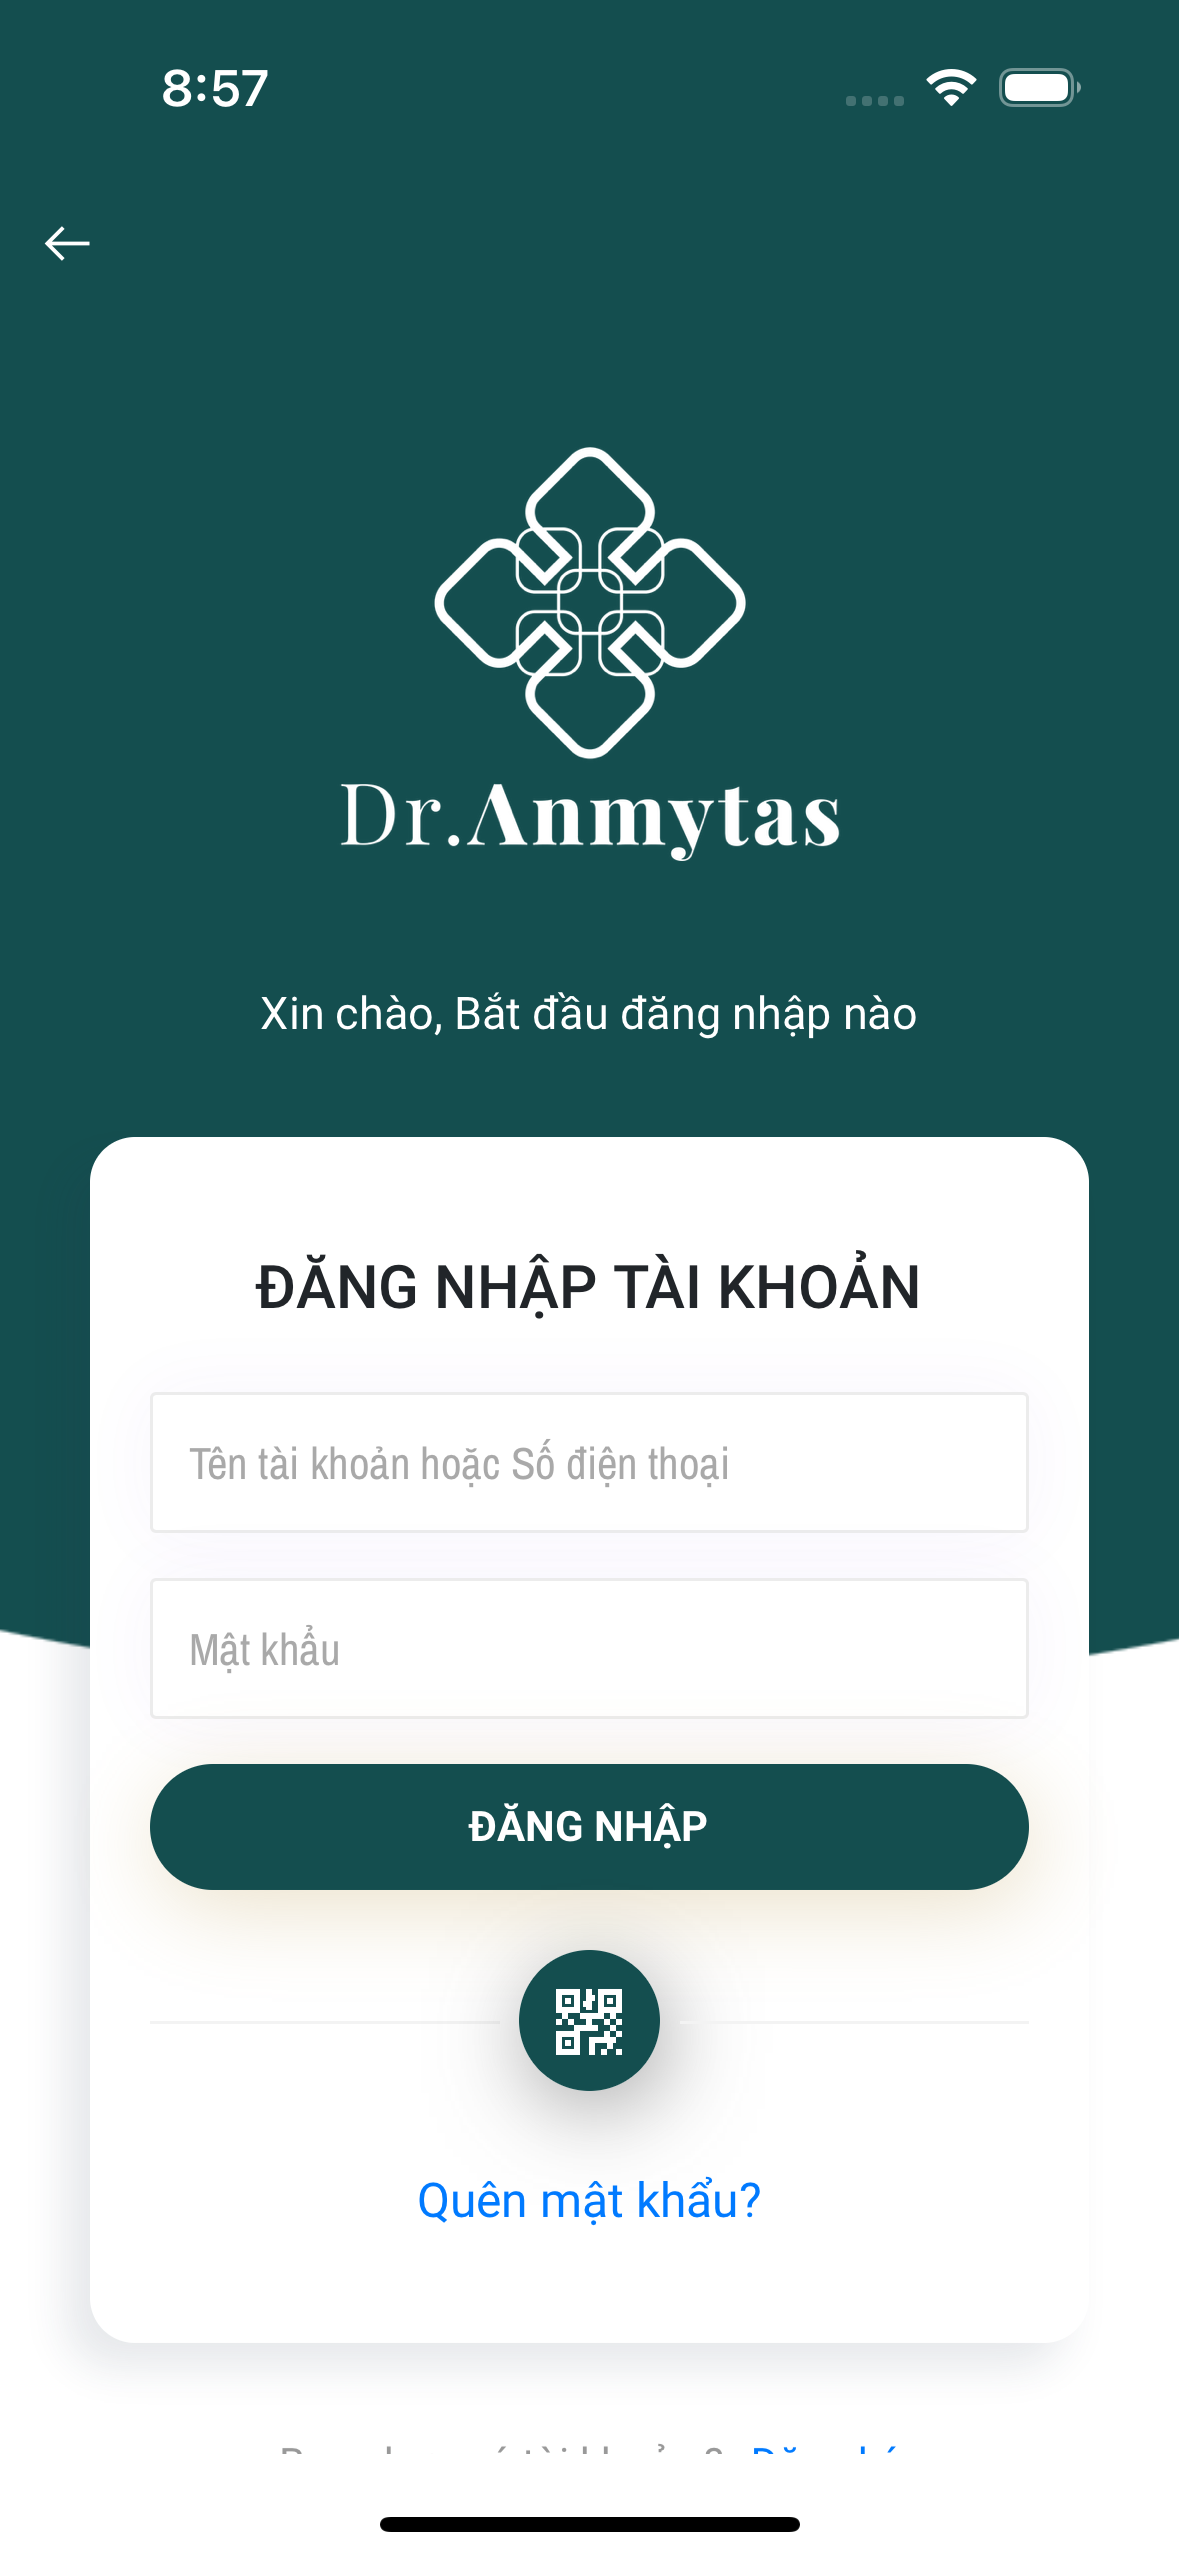 8:57
Dr.Anmytas
Xin chào, Bắt đầu đăng nhập nào
ĐĂNG NHẬP TÀI KHOẢN
Tên tài khoản hoặc Số điện thoại
Mật khẩu
ĐĂNG NHẬP
Quên mật khẩu?